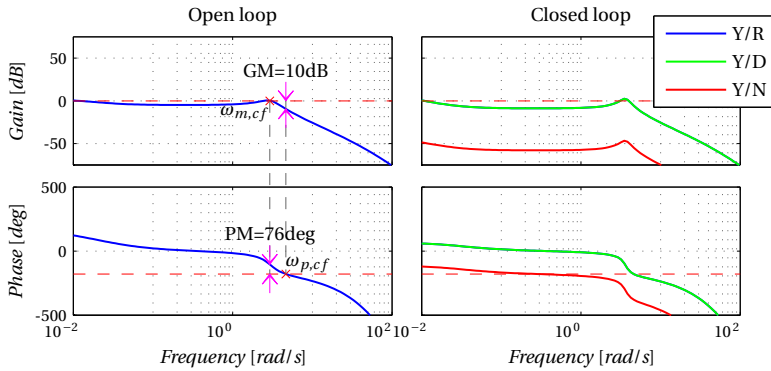 Open loop
Closed loop
Y/R
Y/D
Y/N
Gain [dB]
50
0
-50
GM=10dB
ω_{m,cf}
Phase [deg]
500
0
-500
PM=76deg
ω_{p,cf}
10^{-2}
10^{0}
10^{2}
10^{-2}
10^{0}
10^{2}
Frequency [rad/s]
Frequency [rad/s]